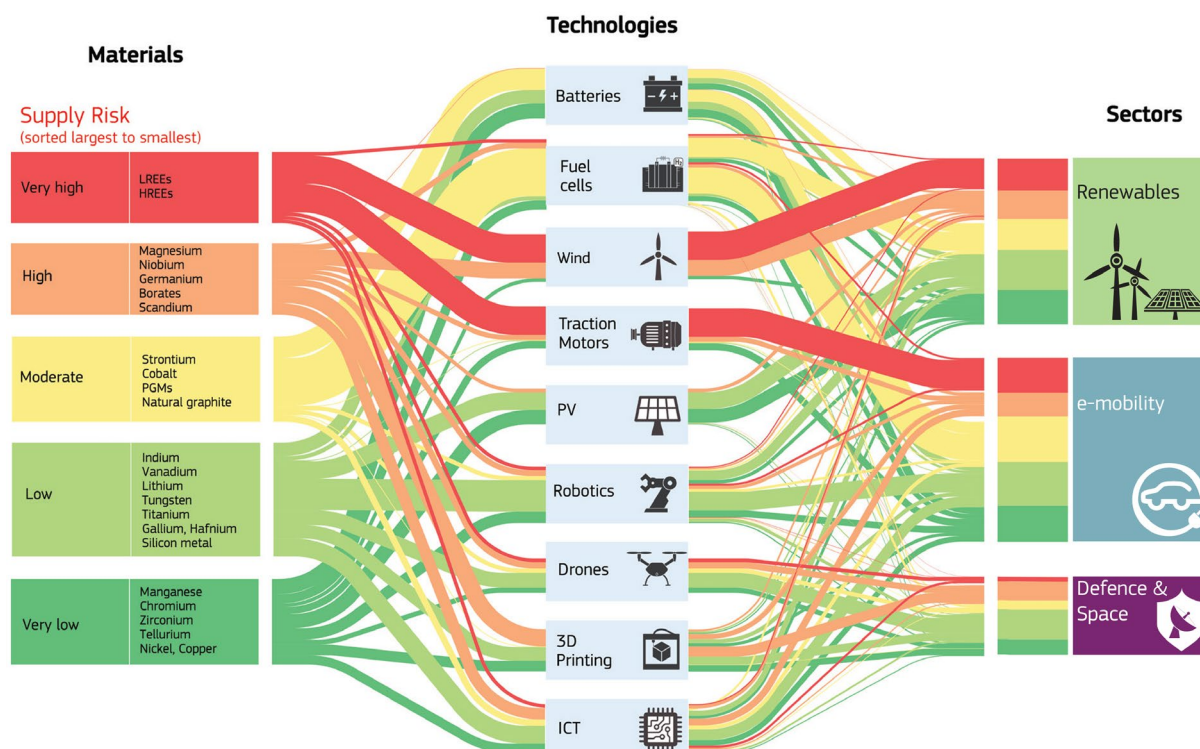 Technologies
Materials
Sectors
Supply Risk
(sorted largest to smallest)
Very high
LREEs
HREEs
High
Magnesium
Niobium
Germanium
Borates
Scandium
Moderate
Strontium
Cobalt
PGMs
Natural graphite
Low
Indium
Vanadium
Lithium
Tungsten
Titanium
Gallium, Hafnium
Silicon metal
Very low
Manganese
Chromium
Zirconium
Tellurium
Nickel, Copper
Batteries
Fuel
cells
H₂
Wind
Traction
Motors
PV
Robotics
Drones
3D
Printing
ICT
Renewables
e-mobility
Defence &
Space